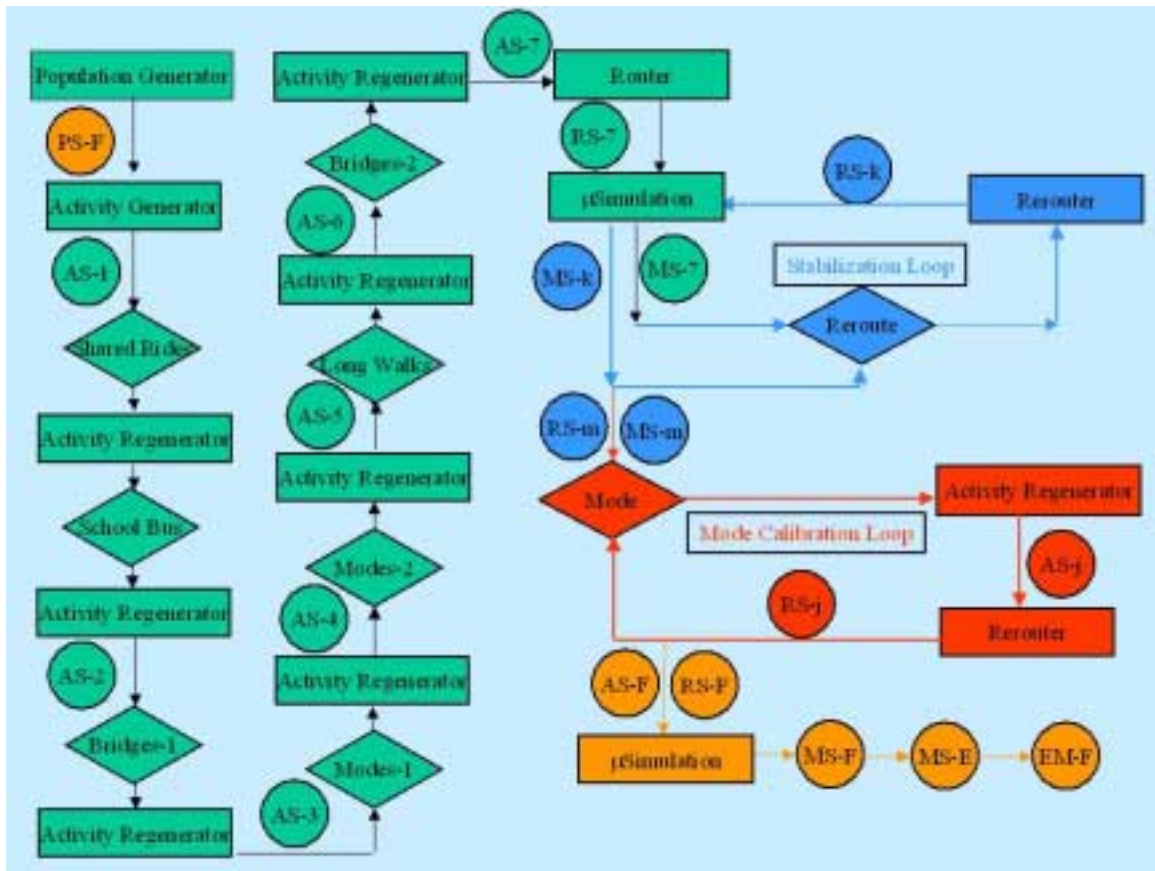 Population Generator
PS-F
Activity Generator
AS-1
Shared Rides
Activity Regenerator
School Bus
Activity Regenerator
AS-2
Bridges-1
Activity Regenerator
AS-3
Modes-1
Activity Regenerator
AS-4
Modes-2
Activity Regenerator
AS-5
Long Walks
Activity Regenerator
AS-6
Bridges-2
Activity Regenerator
AS-7
Router
RS-7
µSimulation
MS-k
MS-7
RS-k
Rerouter
Stabilization Loop
Reroute
RS-m
MS-m
Mode
Mode Calibration Loop
Activity Regenerator
AS-j
Rerouter
RS-j
AS-F
RS-F
µSimulation
MS-F
MS-E
EM-F